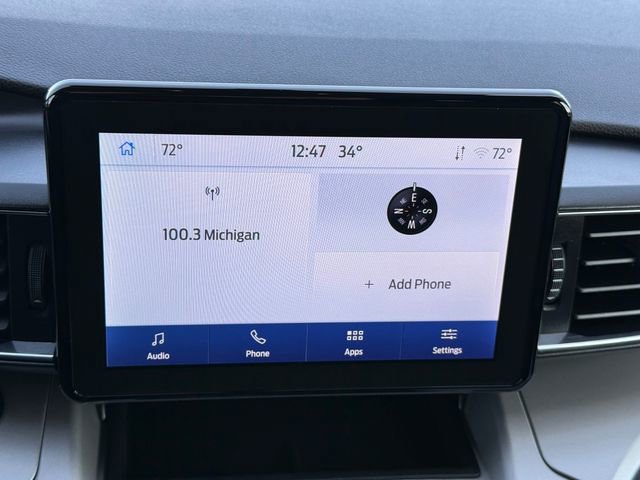 72° 12:47 34° 72°
100.3 Michigan
E
N S
W
+ Add Phone
Audio Phone Apps Settings